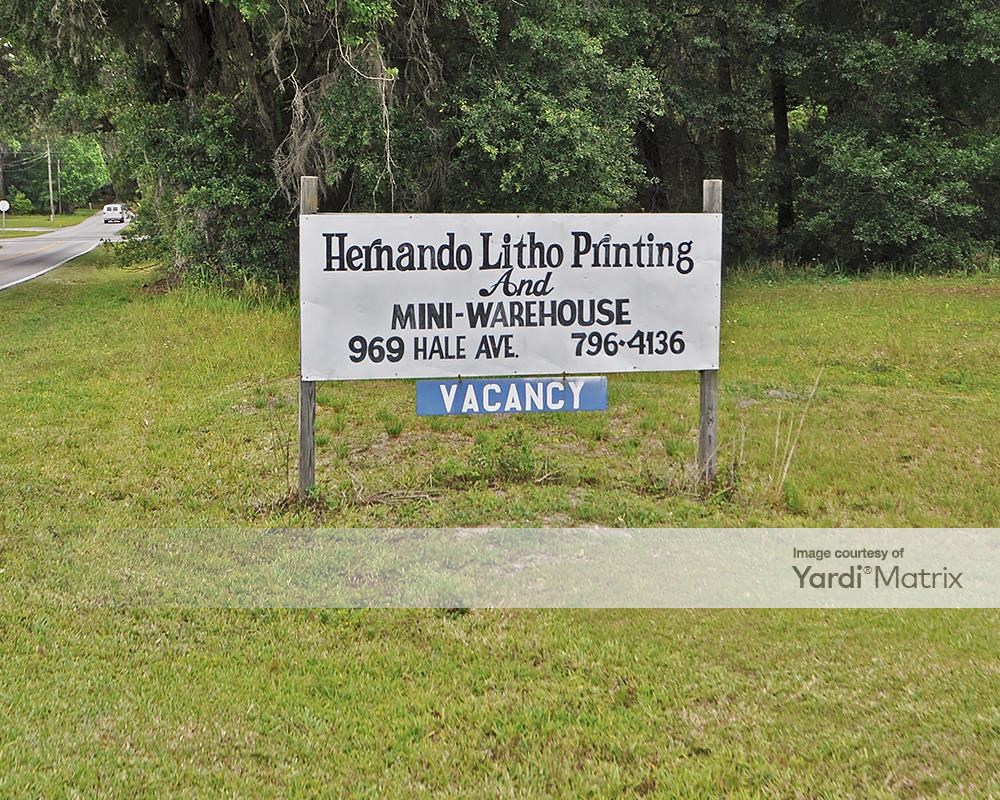 Hernando Litho Printing
And
MINI-WAREHOUSE
969 HALE AVE. 796•4136
VACANCY
Image courtesy of
Yardi® Matrix